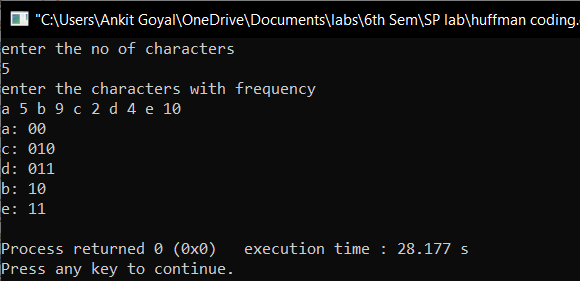 "C:\Users\Ankit Goyal\OneDrive\Documents\labs\6th Sem\SP lab\huffman coding.
enter the no of characters
5
enter the characters with frequency
a 5 b 9 c 2 d 4 e 10
a: 00
c: 010
d: 011
b: 10
e: 11
Process returned 0 (0x0)   execution time : 28.177 s
Press any key to continue.